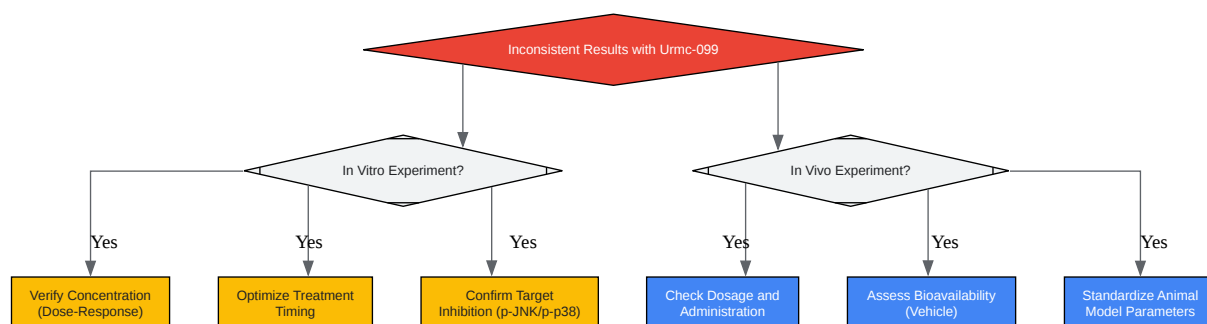 Inconsistent Results with Urmc-099
In Vitro Experiment?
In Vivo Experiment?
Yes
Yes
Yes
Yes
Yes
Yes
Verify Concentration
(Dose-Response)
Optimize Treatment
Timing
Confirm Target
Inhibition (p-JNK/p-p38)
Check Dosage and
Administration
Assess Bioavailability
(Vehicle)
Standardize Animal
Model Parameters